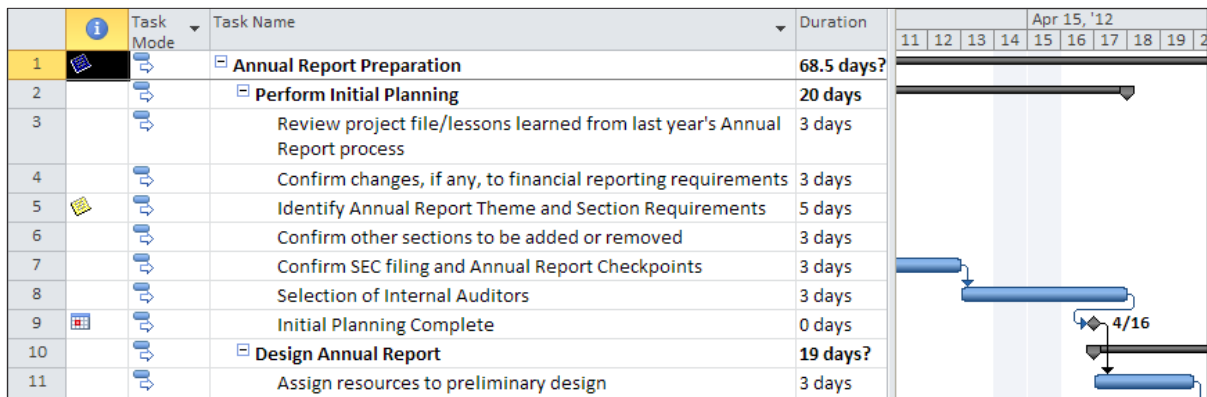 Task Mode
Task Name
Duration
Apr 15, '12
11 12 13 14 15 16 17 18 19 2
1 Annual Report Preparation 68.5 days?
2 Perform Initial Planning 20 days
3 Review project file/lessons learned from last year's Annual 3 days
Report process
4 Confirm changes, if any, to financial reporting requirements 3 days
5 Identify Annual Report Theme and Section Requirements 5 days
6 Confirm other sections to be added or removed 3 days
7 Confirm SEC filing and Annual Report Checkpoints 3 days
8 Selection of Internal Auditors 3 days
9 Initial Planning Complete 0 days 4/16
10 Design Annual Report 19 days?
11 Assign resources to preliminary design 3 days